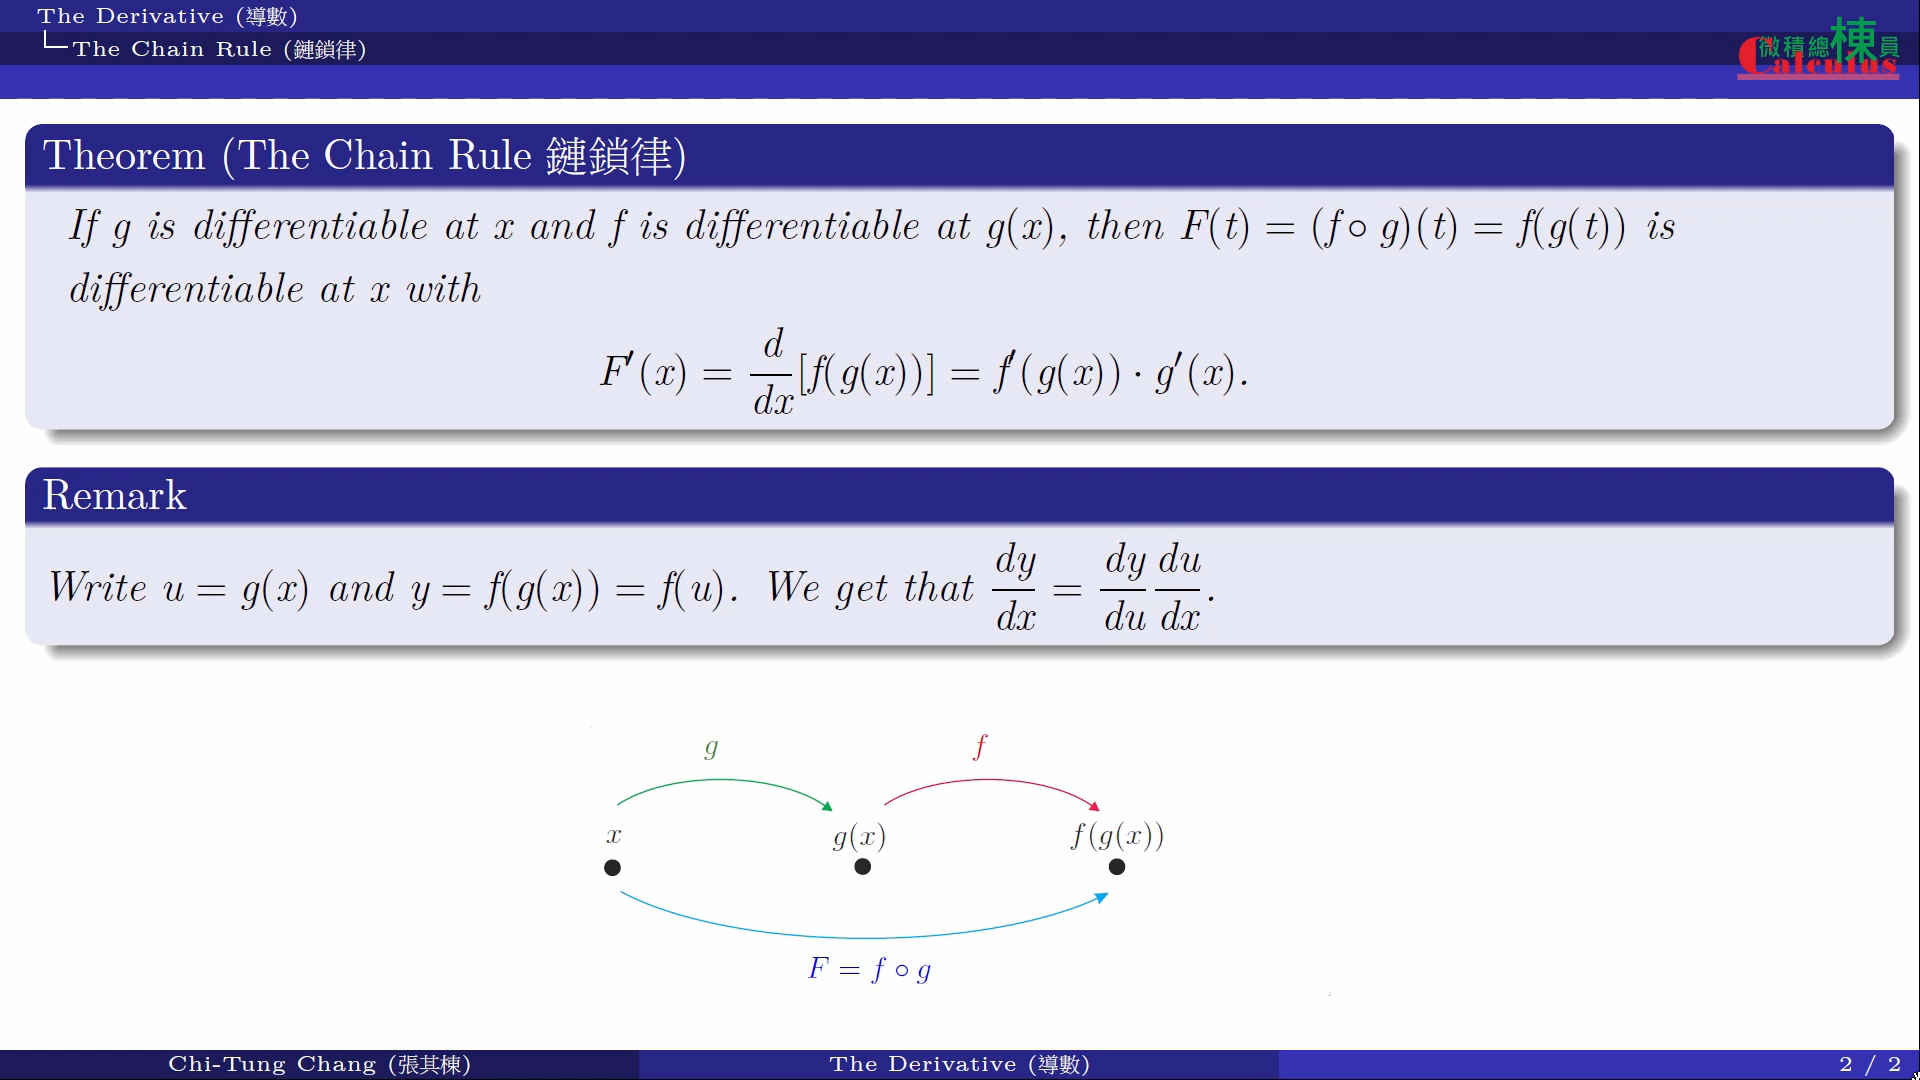 The Derivative (導數)
The Chain Rule (鏈鎖律)
微積總棟員
Calculus
Theorem (The Chain Rule 鏈鎖律)
If g is differentiable at x and f is differentiable at g(x), then F(t) = (f ∘ g)(t) = f(g(t)) is
differentiable at x with
F′(x) = d/dx [f(g(x))] = f′(g(x)) · g′(x).
Remark
Write u = g(x) and y = f(g(x)) = f(u). We get that dy/dx = dy/du du/dx.
g f
x g(x) f(g(x))
F = f ∘ g
Chi-Tung Chang (張其棟) The Derivative (導數) 2 / 2